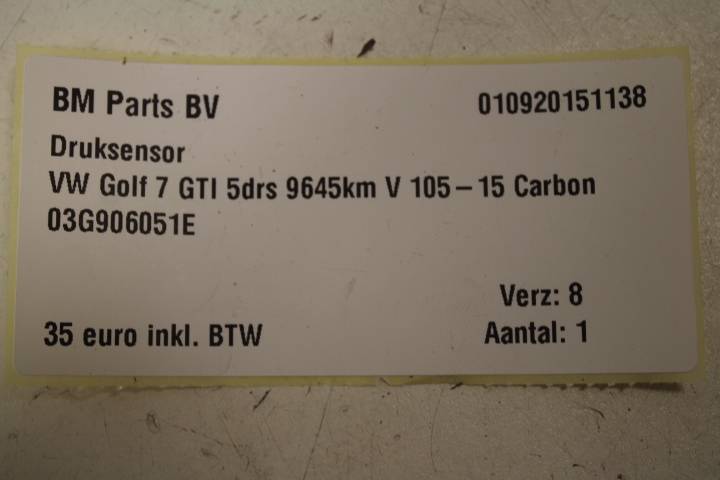 BM Parts BV 010920151138
Druksensor
VW Golf 7 GTI 5drs 9645km V 105-15 Carbon
03G906051E
Verz: 8
35 euro inkl. BTW Aantal: 1